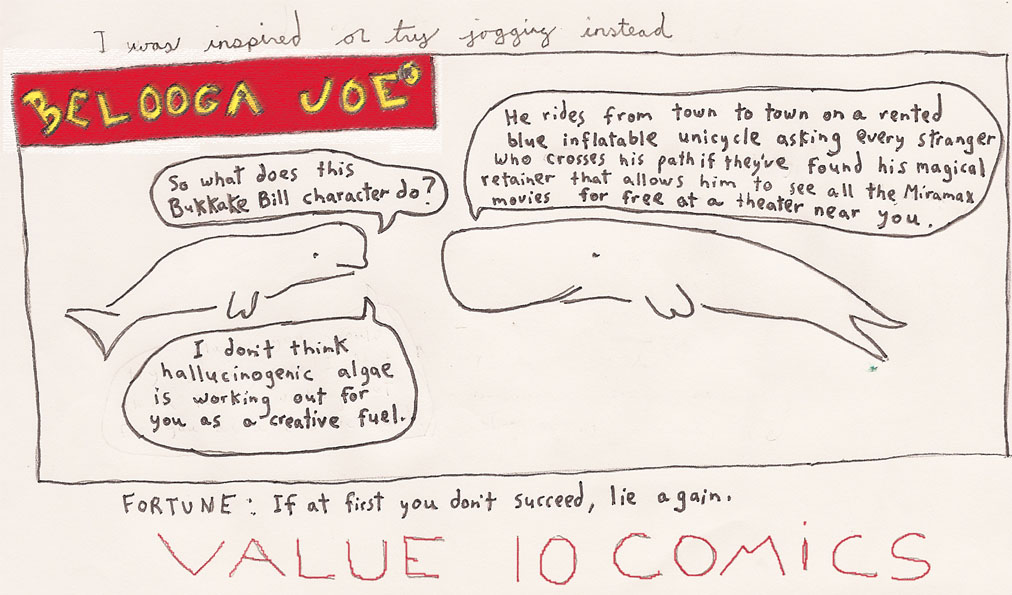 I was inspired or try jogging instead
BELOOGA JOE
So what does this
Bukkake Bill character do?
He rides from town to town on a rented
blue inflatable unicycle asking every stranger
who crosses his path if they've found his magical
retainer that allows him to see all the Miramax
movies for free at a theater near you.
I don't think
hallucinogenic algae
is working out for
you as a creative fuel.
FORTUNE: If at first you don't succeed, lie again.
VALUE 10 COMiCS